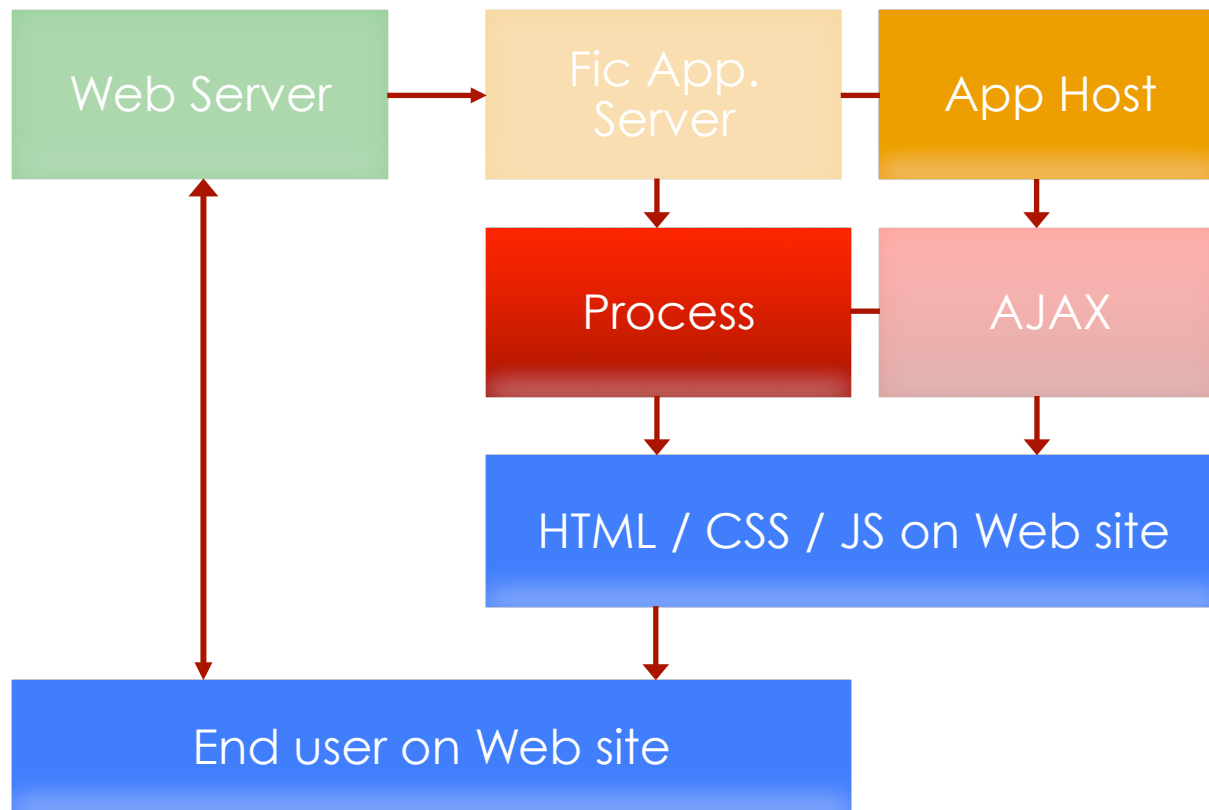 Web Server
Fic App.
Server
App Host
Process
AJAX
HTML / CSS / JS on Web site
End user on Web site